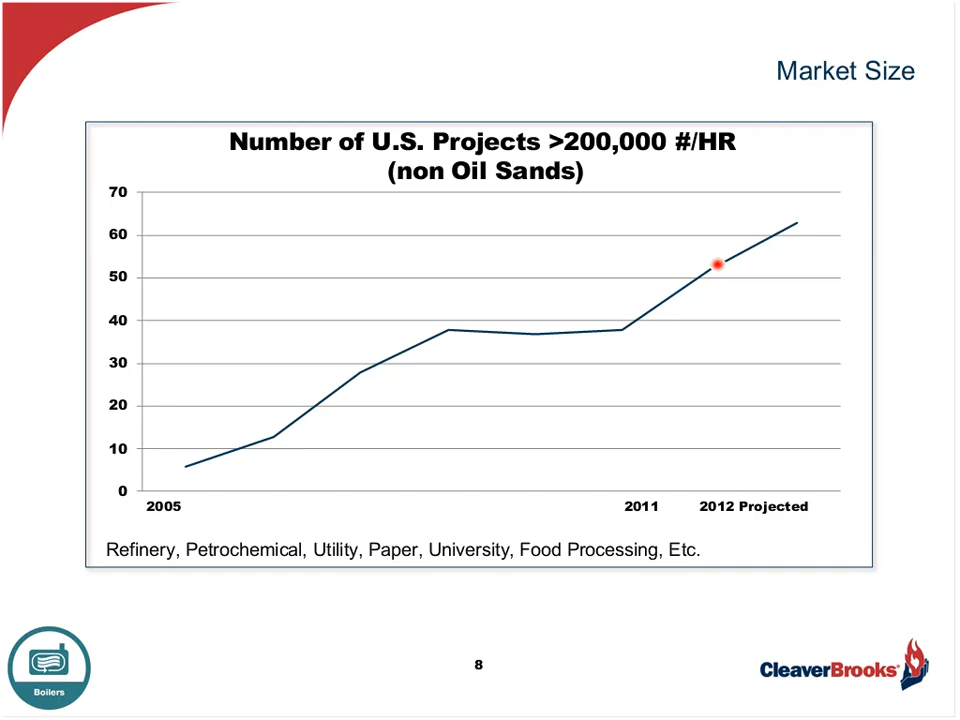 Market Size
Number of U.S. Projects >200,000 #/HR
(non Oil Sands)
70
60
50
40
30
20
10
0
2005 2011 2012 Projected
Refinery, Petrochemical, Utility, Paper, University, Food Processing, Etc.
Boilers
8
CleaverBrooks®